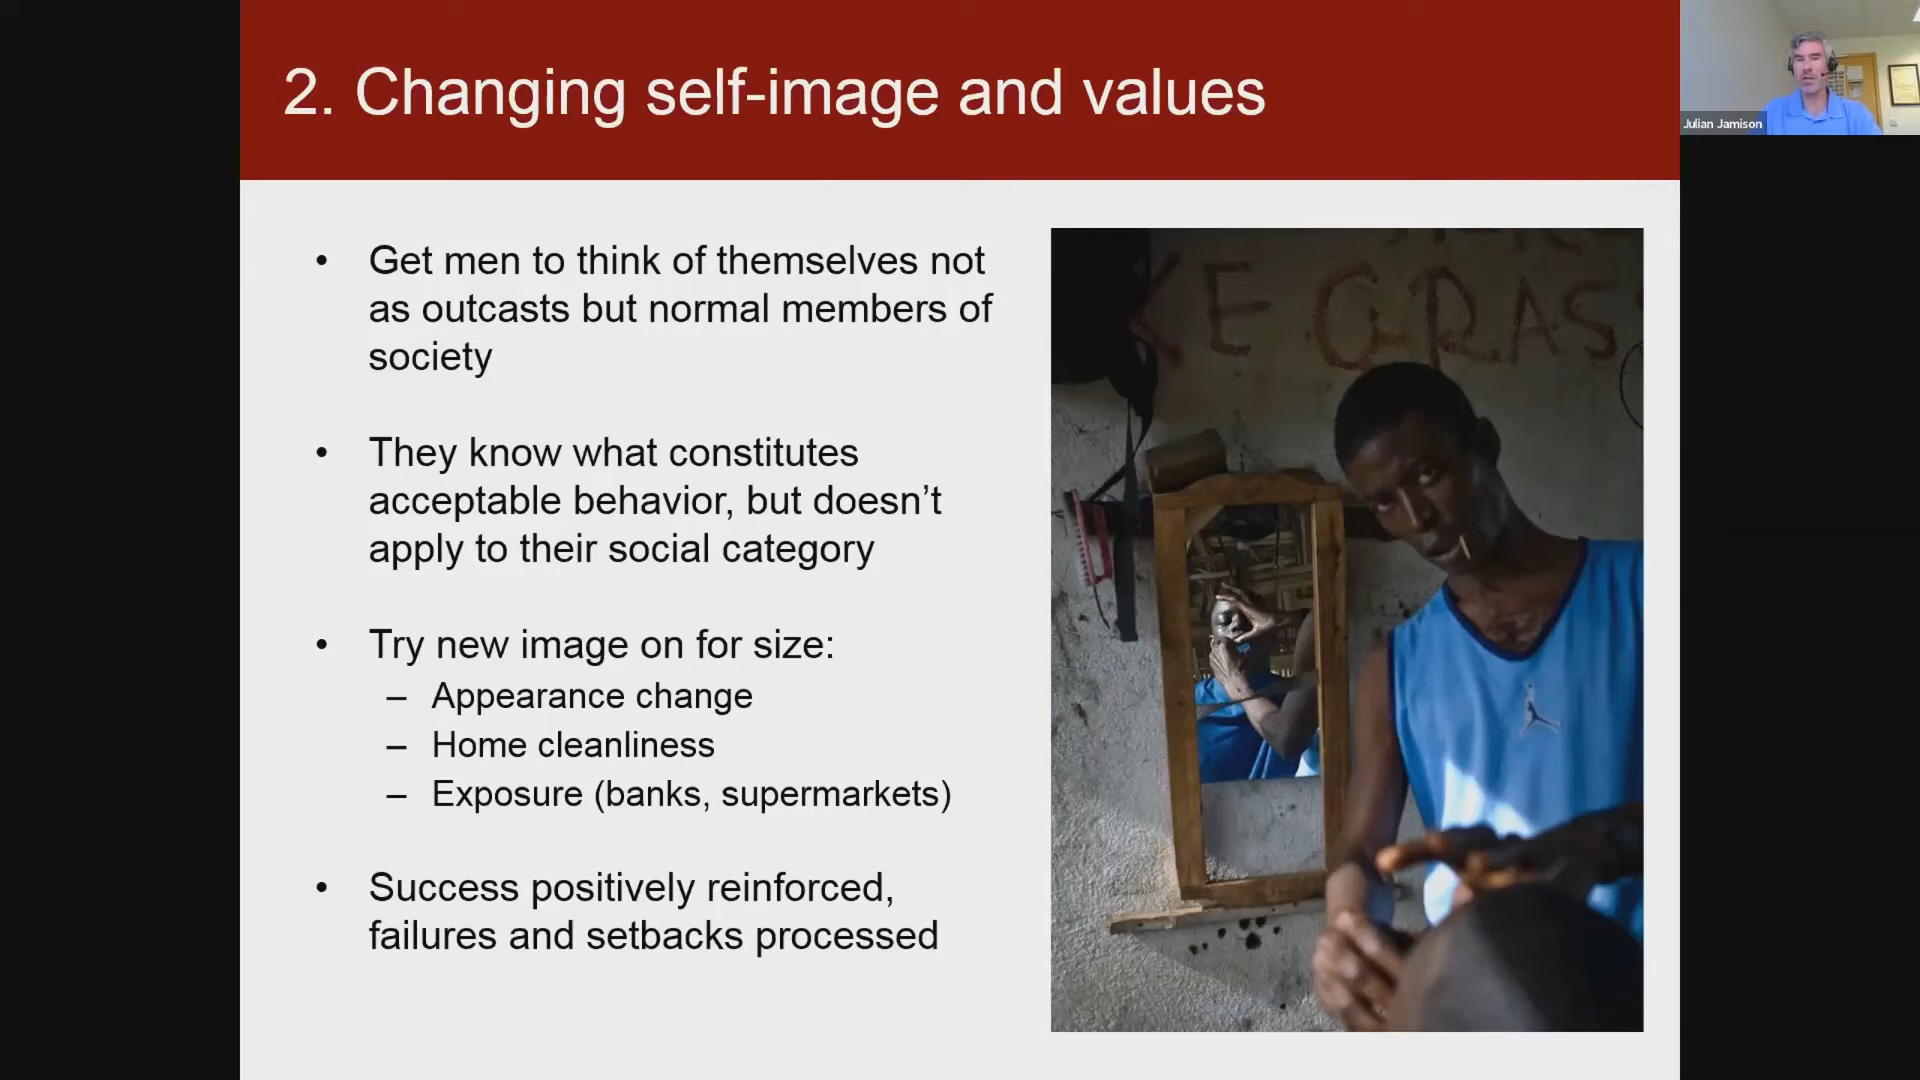 2. Changing self-image and values
Julian Jamison
• Get men to think of themselves not
as outcasts but normal members of
society
• They know what constitutes
acceptable behavior, but doesn’t
apply to their social category
• Try new image on for size:
– Appearance change
– Home cleanliness
– Exposure (banks, supermarkets)
• Success positively reinforced,
failures and setbacks processed